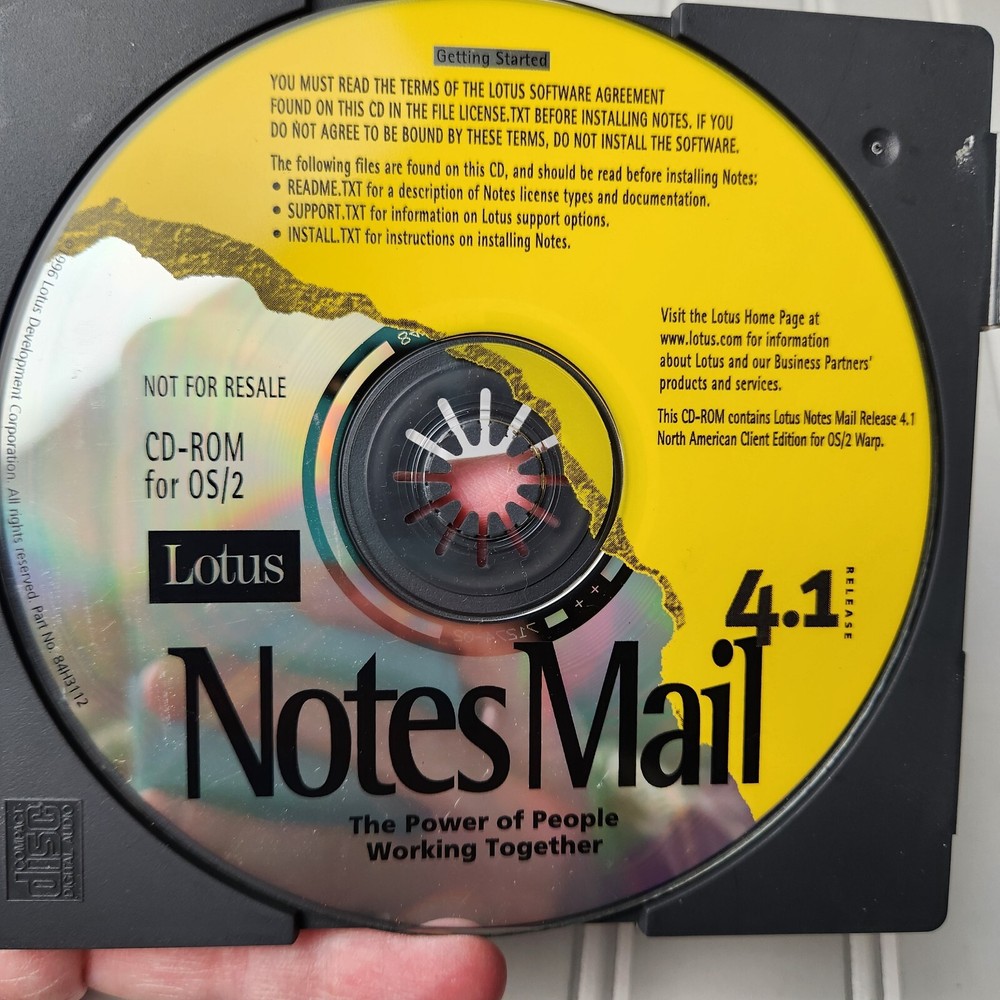 Getting Started
YOU MUST READ THE TERMS OF THE LOTUS SOFTWARE AGREEMENT
FOUND ON THIS CD IN THE FILE LICENSE.TXT BEFORE INSTALLING NOTES. IF YOU
DO NOT AGREE TO BE BOUND BY THESE TERMS, DO NOT INSTALL THE SOFTWARE.
The following files are found on this CD, and should be read before installing Notes:
• README.TXT for a description of Notes license types and documentation.
• SUPPORT.TXT for information on Lotus support options.
• INSTALL.TXT for instructions on installing Notes.
Visit the Lotus Home Page at
www.lotus.com for information
about Lotus and our Business Partners'
products and services.
This CD-ROM contains Lotus Notes Mail Release 4.1
North American Client Edition for OS/2 Warp.
NOT FOR RESALE
CD-ROM
for OS/2
Lotus
4.1
RELEASE
Notes Mail
The Power of People
Working Together
996 Lotus Development Corporation. All rights reserved. Part No. 84H3112
COMPACT
disc
DIGITAL AUDIO
C